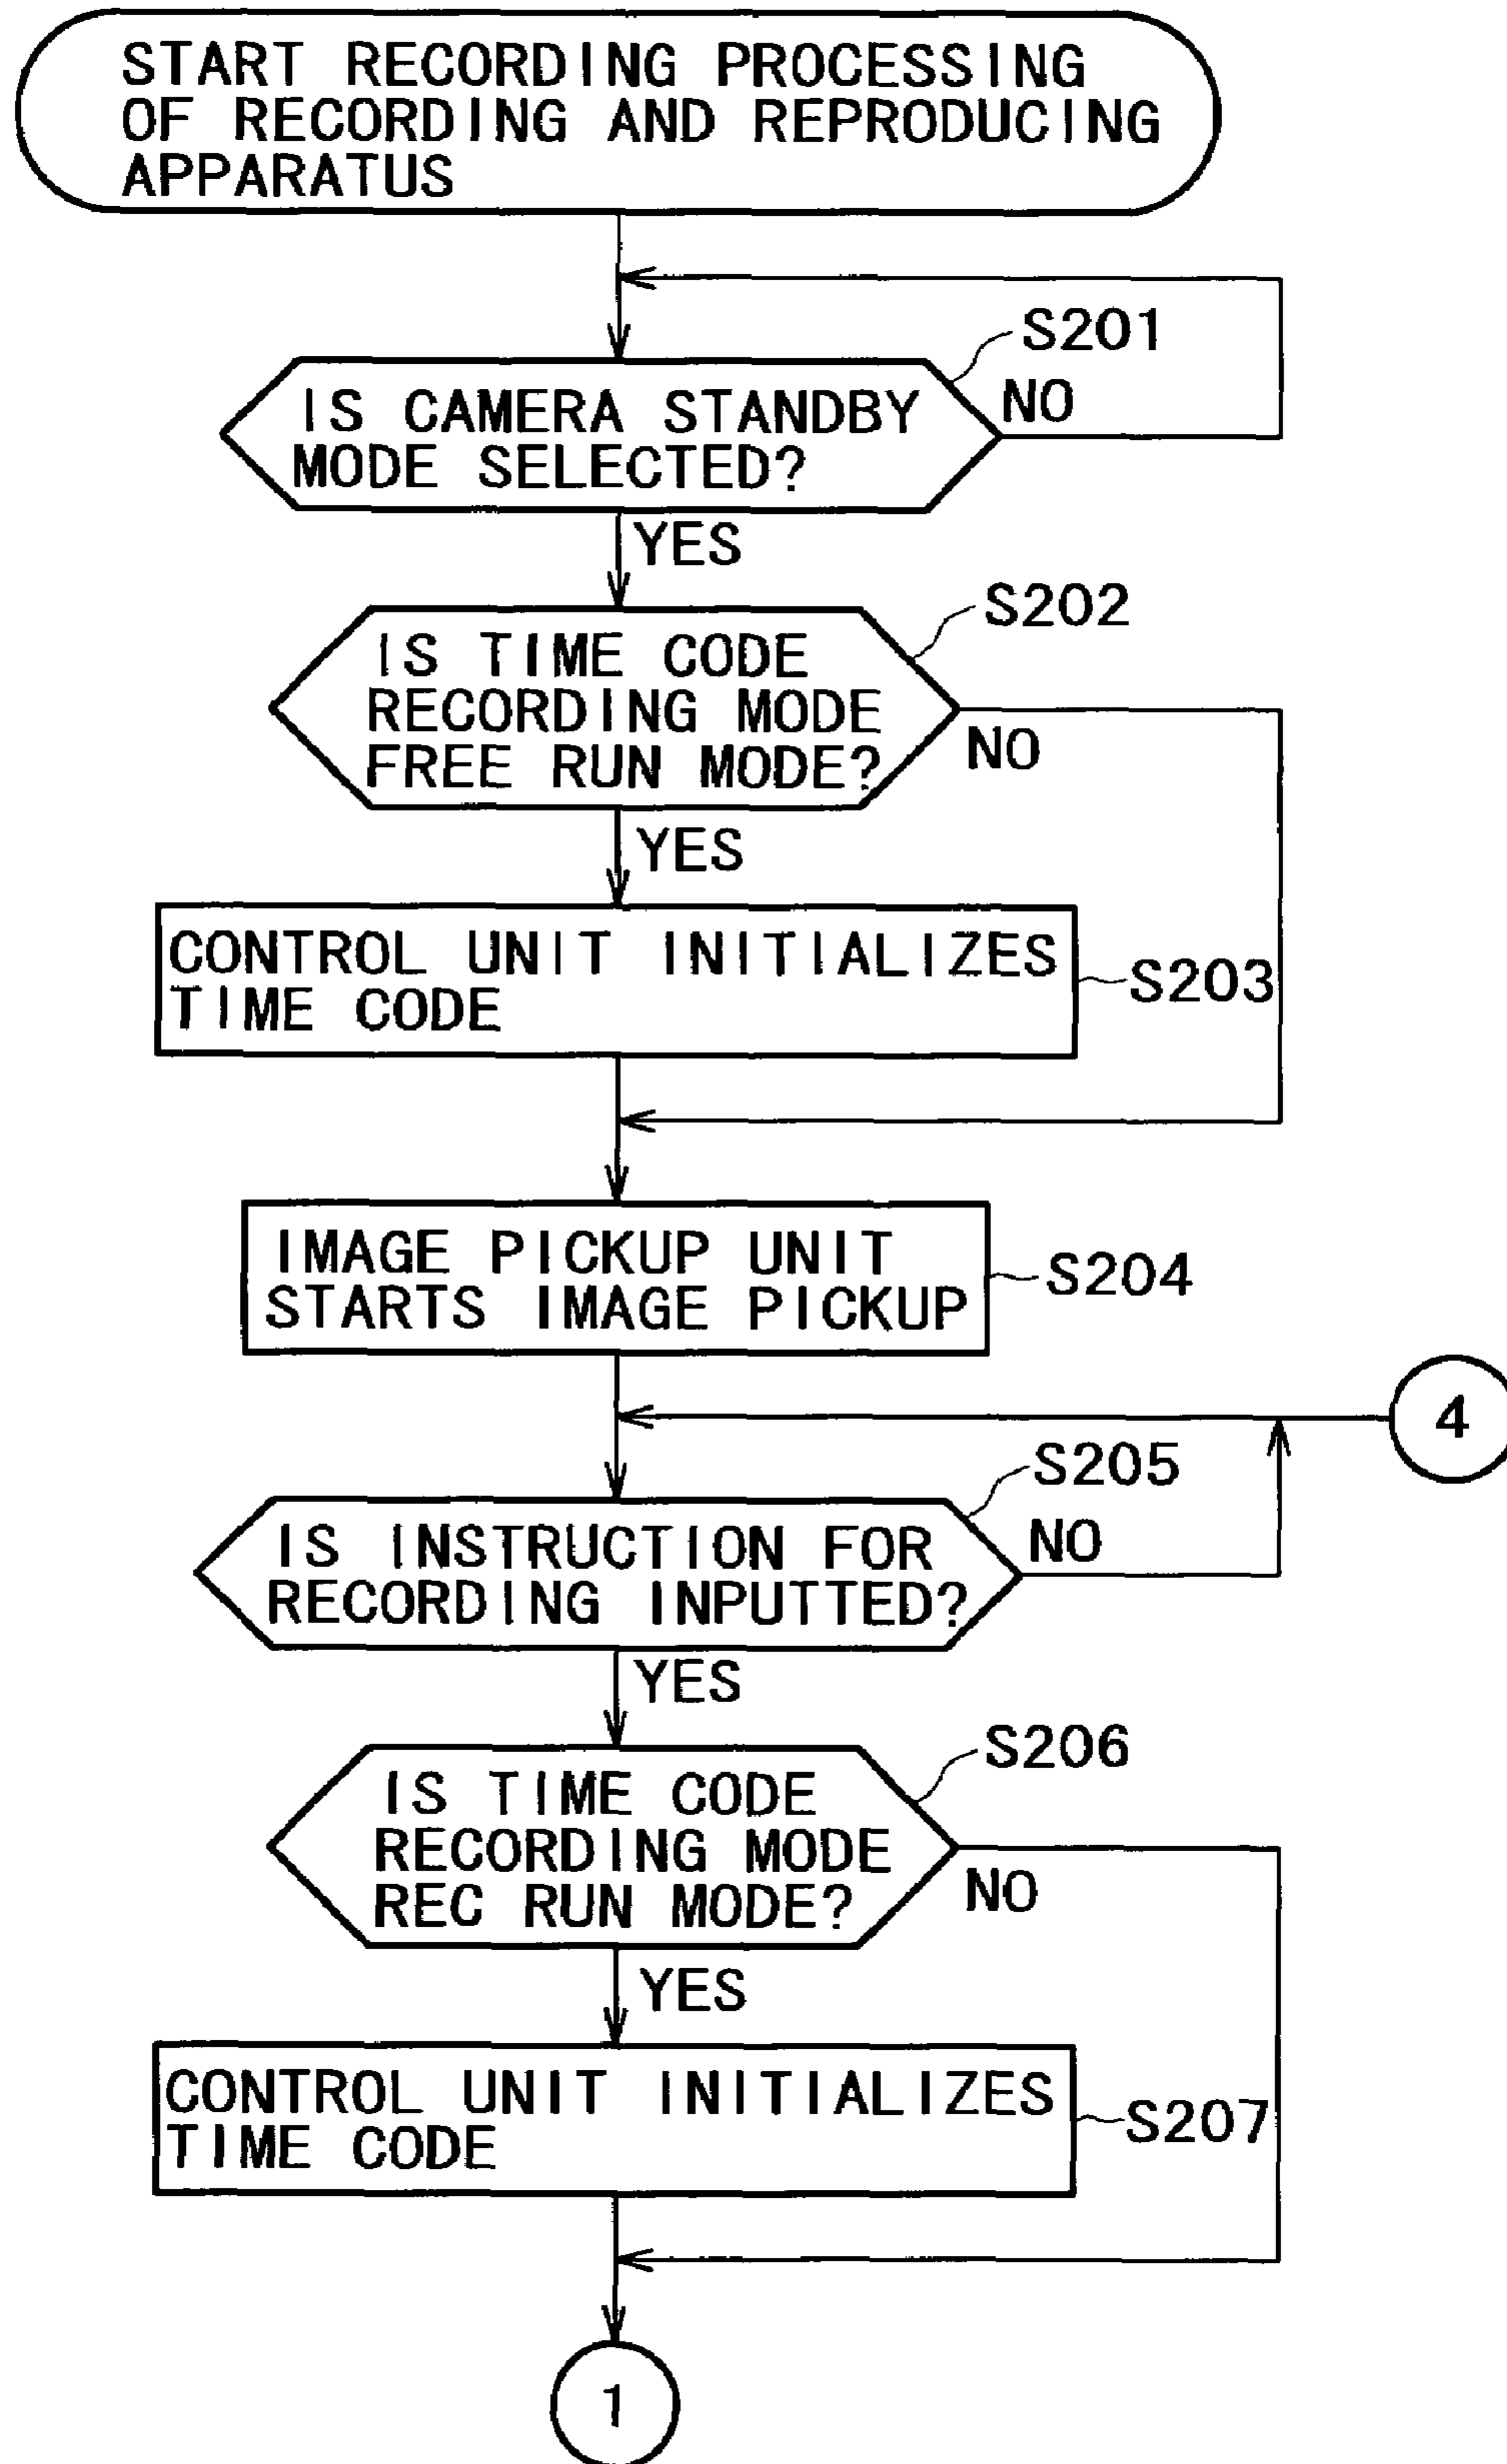 START RECORDING PROCESSING
OF RECORDING AND REPRODUCING
APPARATUS
S201
IS CAMERA STANDBY
MODE SELECTED?
NO
YES
S202
IS TIME CODE
RECORDING MODE
FREE RUN MODE?
NO
YES
CONTROL UNIT INITIALIZES
TIME CODE
S203
IMAGE PICKUP UNIT
STARTS IMAGE PICKUP
S204
4
S205
IS INSTRUCTION FOR
RECORDING INPUTTED?
NO
YES
S206
IS TIME CODE
RECORDING MODE
REC RUN MODE?
NO
YES
CONTROL UNIT INITIALIZES
TIME CODE
S207
1